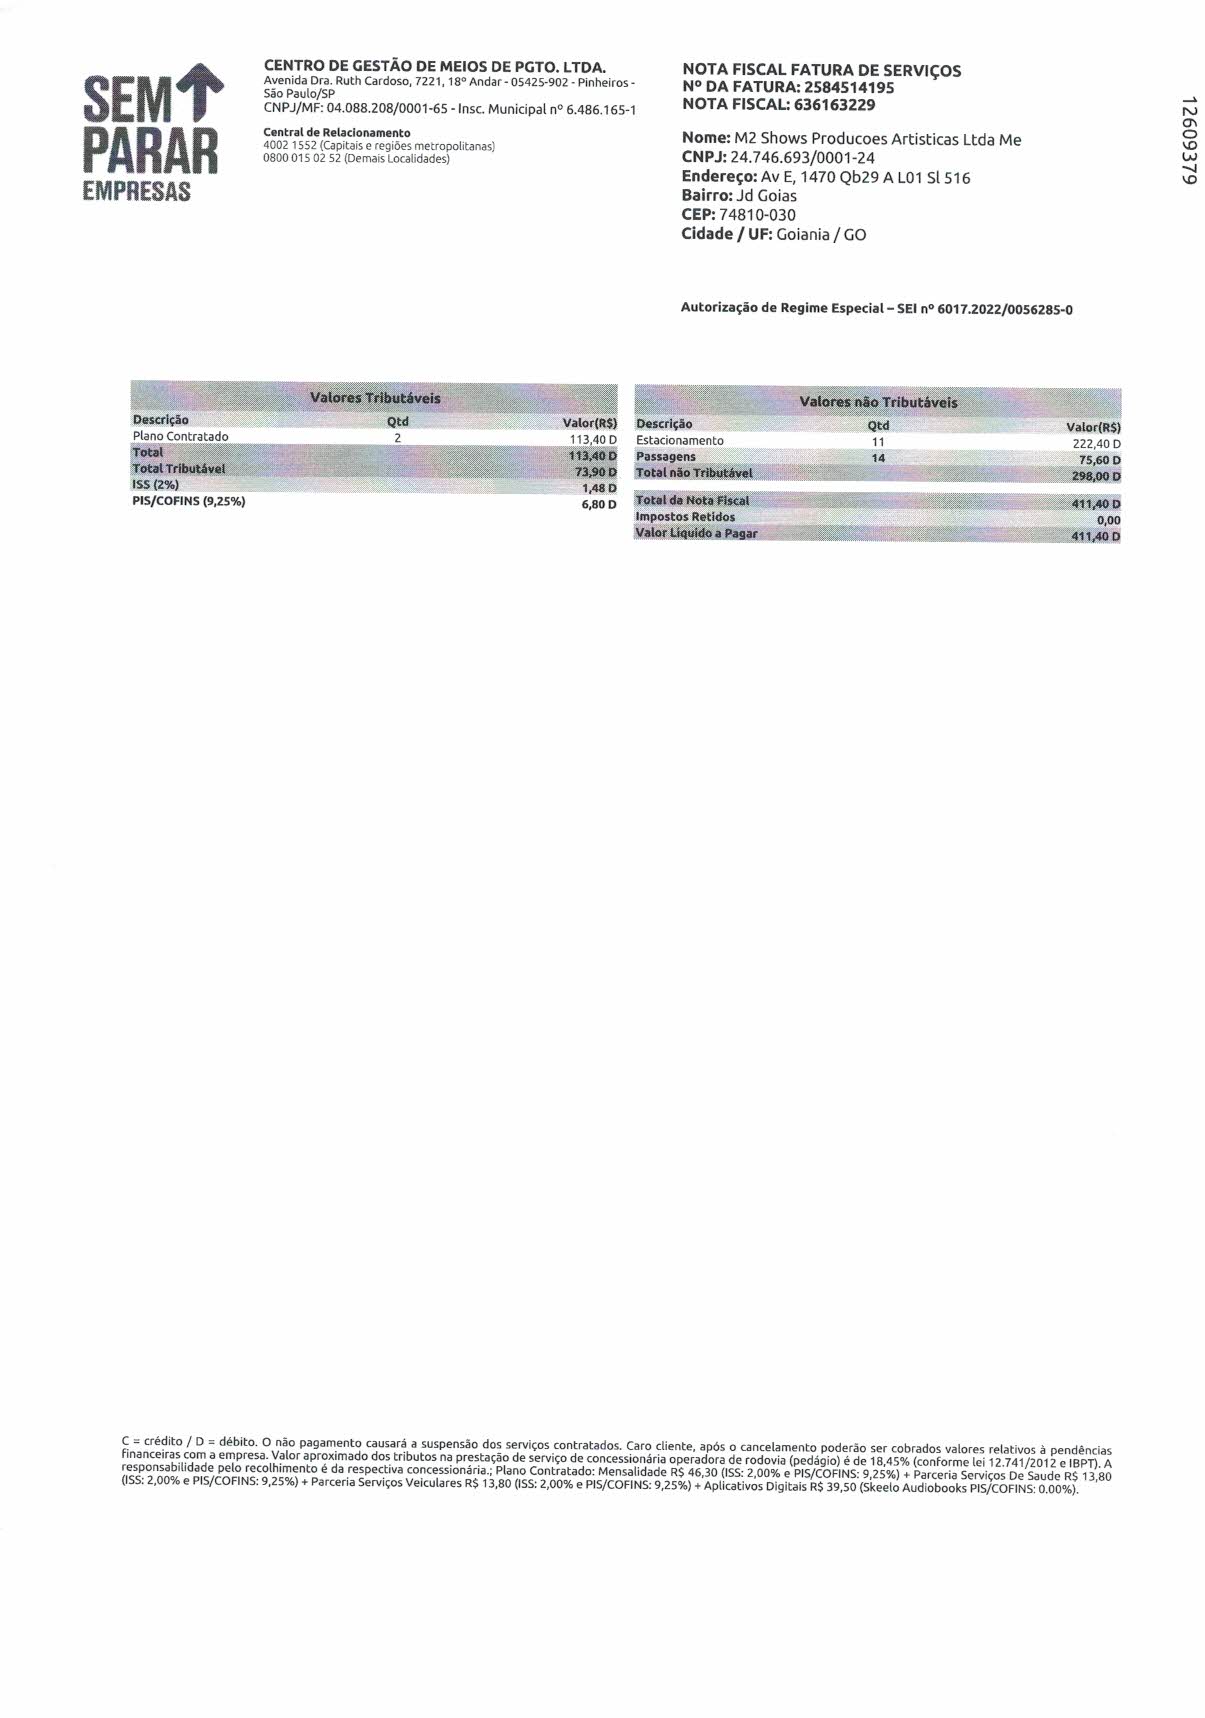 SEM
PARAR
EMPRESAS
CENTRO DE GESTÃO DE MEIOS DE PGTO. LTDA.
Avenida Dra. Ruth Cardoso, 7221, 18º Andar - 05425-902 - Pinheiros -
São Paulo/SP
CNPJ/MF: 04.088.208/0001-65 - Insc. Municipal nº 6.486.165-1
Central de Relacionamento
4002 1552 (Capitais e regiões metropolitanas)
0800 015 02 52 (Demais Localidades)
NOTA FISCAL FATURA DE SERVIÇOS
Nº DA FATURA: 2584514195
NOTA FISCAL: 636163229
Nome: M2 Shows Producoes Artisticas Ltda Me
CNPJ: 24.746.693/0001-24
Endereço: Av E, 1470 Qb29 A L01 Sl 516
Bairro: Jd Goias
CEP: 74810-030
Cidade / UF: Goiania / GO
12609379
Autorização de Regime Especial – SEI nº 6017.2022/0056285-0
Valores Tributáveis
Descrição Qtd Valor(R$)
Plano Contratado 2 113,40 D
Total 113,40 D
Total Tributável 73,90 D
ISS (2%) 1,48 D
PIS/COFINS (9,25%) 6,80 D
Valores não Tributáveis
Descrição Qtd Valor(R$)
Estacionamento 11 222,40 D
Passagens 14 75,60 D
Total não Tributável 298,00 D
Total da Nota Fiscal 411,40 D
Impostos Retidos 0,00
Valor Líquido a Pagar 411,40 D
C = crédito / D = débito. O não pagamento causará a suspensão dos serviços contratados. Caro cliente, após o cancelamento poderão ser cobrados valores relativos à pendências
financeiras com a empresa. Valor aproximado dos tributos na prestação de serviço de concessionária operadora de rodovia (pedágio) é de 18,45% (conforme lei 12.741/2012 e IBPT). A
responsabilidade pelo recolhimento é da respectiva concessionária.; Plano Contratado: Mensalidade R$ 46,30 (ISS: 2,00% e PIS/COFINS: 9,25%) + Parceria Serviços De Saude R$ 13,80
(ISS: 2,00% e PIS/COFINS: 9,25%) + Parceria Serviços Veiculares R$ 13,80 (ISS: 2,00% e PIS/COFINS: 9,25%) + Aplicativos Digitais R$ 39,50 (Skeelo Audiobooks PIS/COFINS: 0.00%).